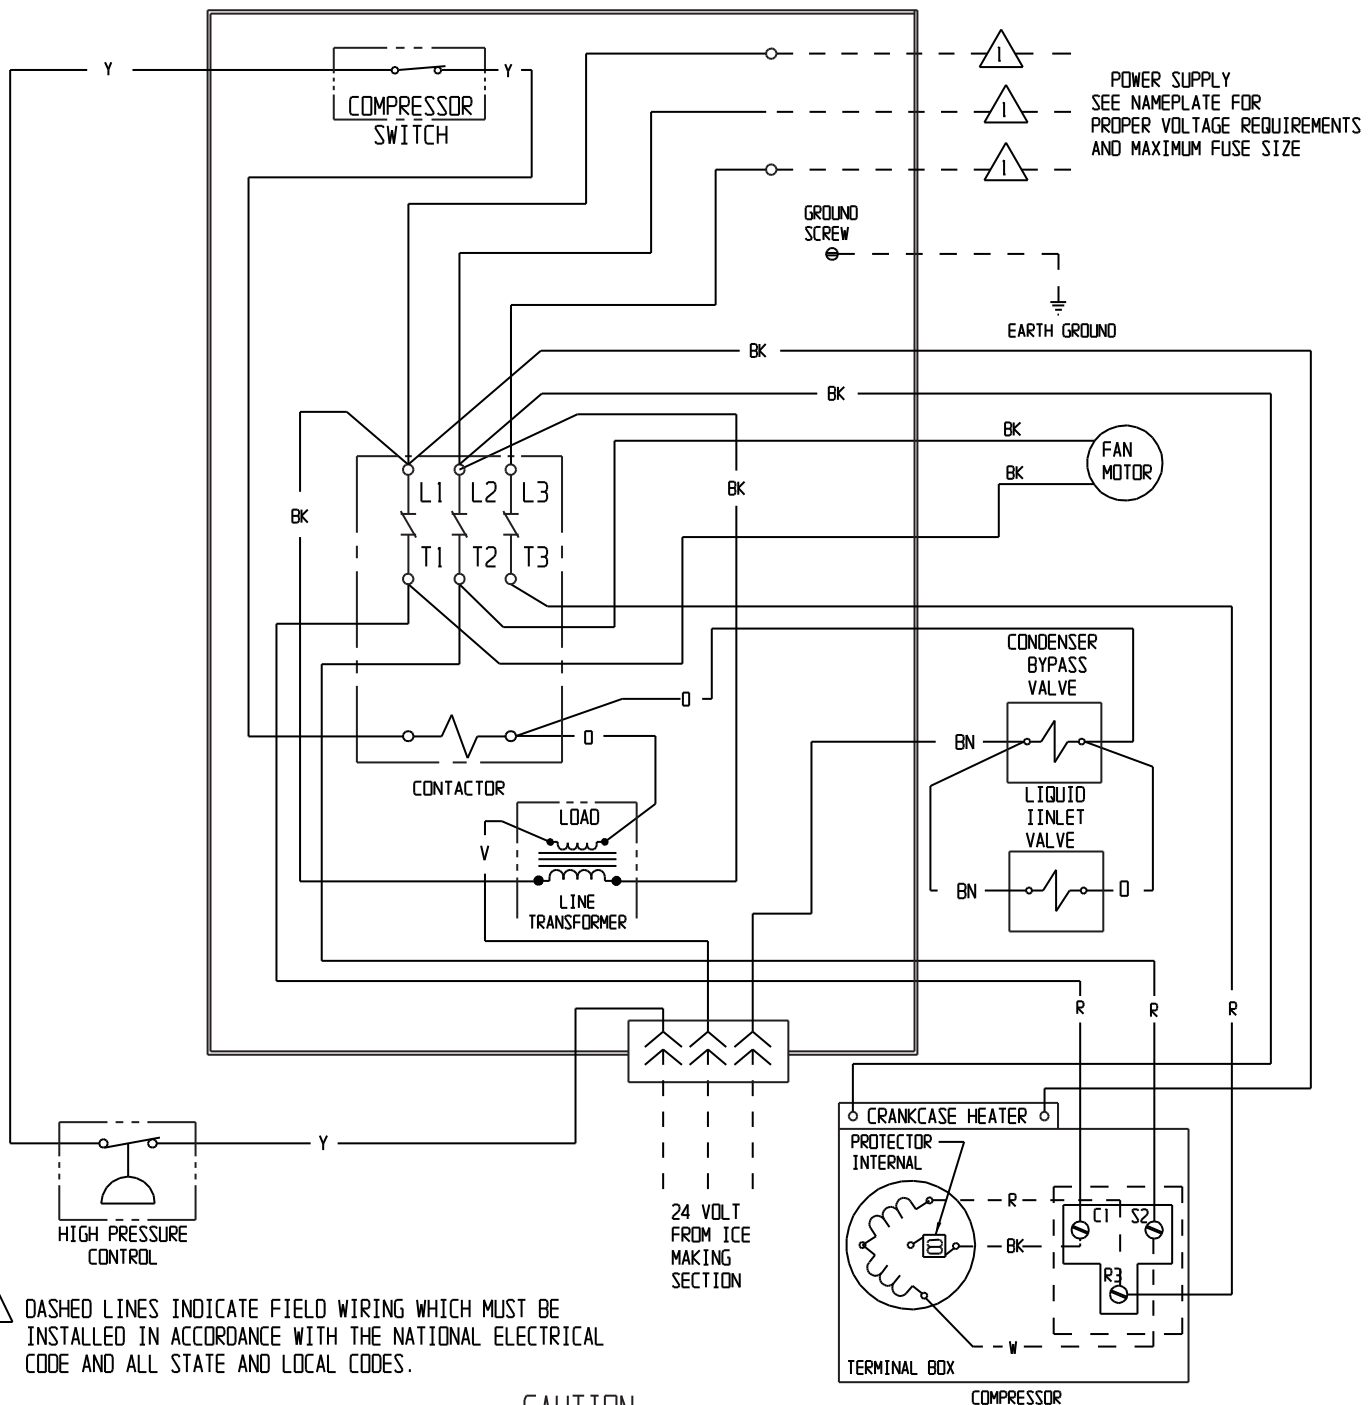 Y
COMPRESSOR
SWITCH
Y
1
1
1
POWER SUPPLY
SEE NAMEPLATE FOR
PROPER VOLTAGE REQUIREMENTS
AND MAXIMUM FUSE SIZE
GROUND
SCREW
EARTH GROUND
BK
BK
BK
BK
FAN
MOTOR
L1 L2 L3
BK
BK
T1 T2 T3
CONDENSER
BYPASS
VALVE
O
O
BN
CONTACTOR
LIQUID
IINLET
VALVE
LOAD
V
BN
O
LINE
TRANSFORMER
R
R
R
CRANKCASE HEATER
PROTECTOR
INTERNAL
Y
R
C1 S2
BK
R3
W
TERMINAL BOX
COMPRESSOR
HIGH PRESSURE
CONTROL
24 VOLT
FROM ICE
MAKING
SECTION
DASHED LINES INDICATE FIELD WIRING WHICH MUST BE
INSTALLED IN ACCORDANCE WITH THE NATIONAL ELECTRICAL
CODE AND ALL STATE AND LOCAL CODES.
CAUTION